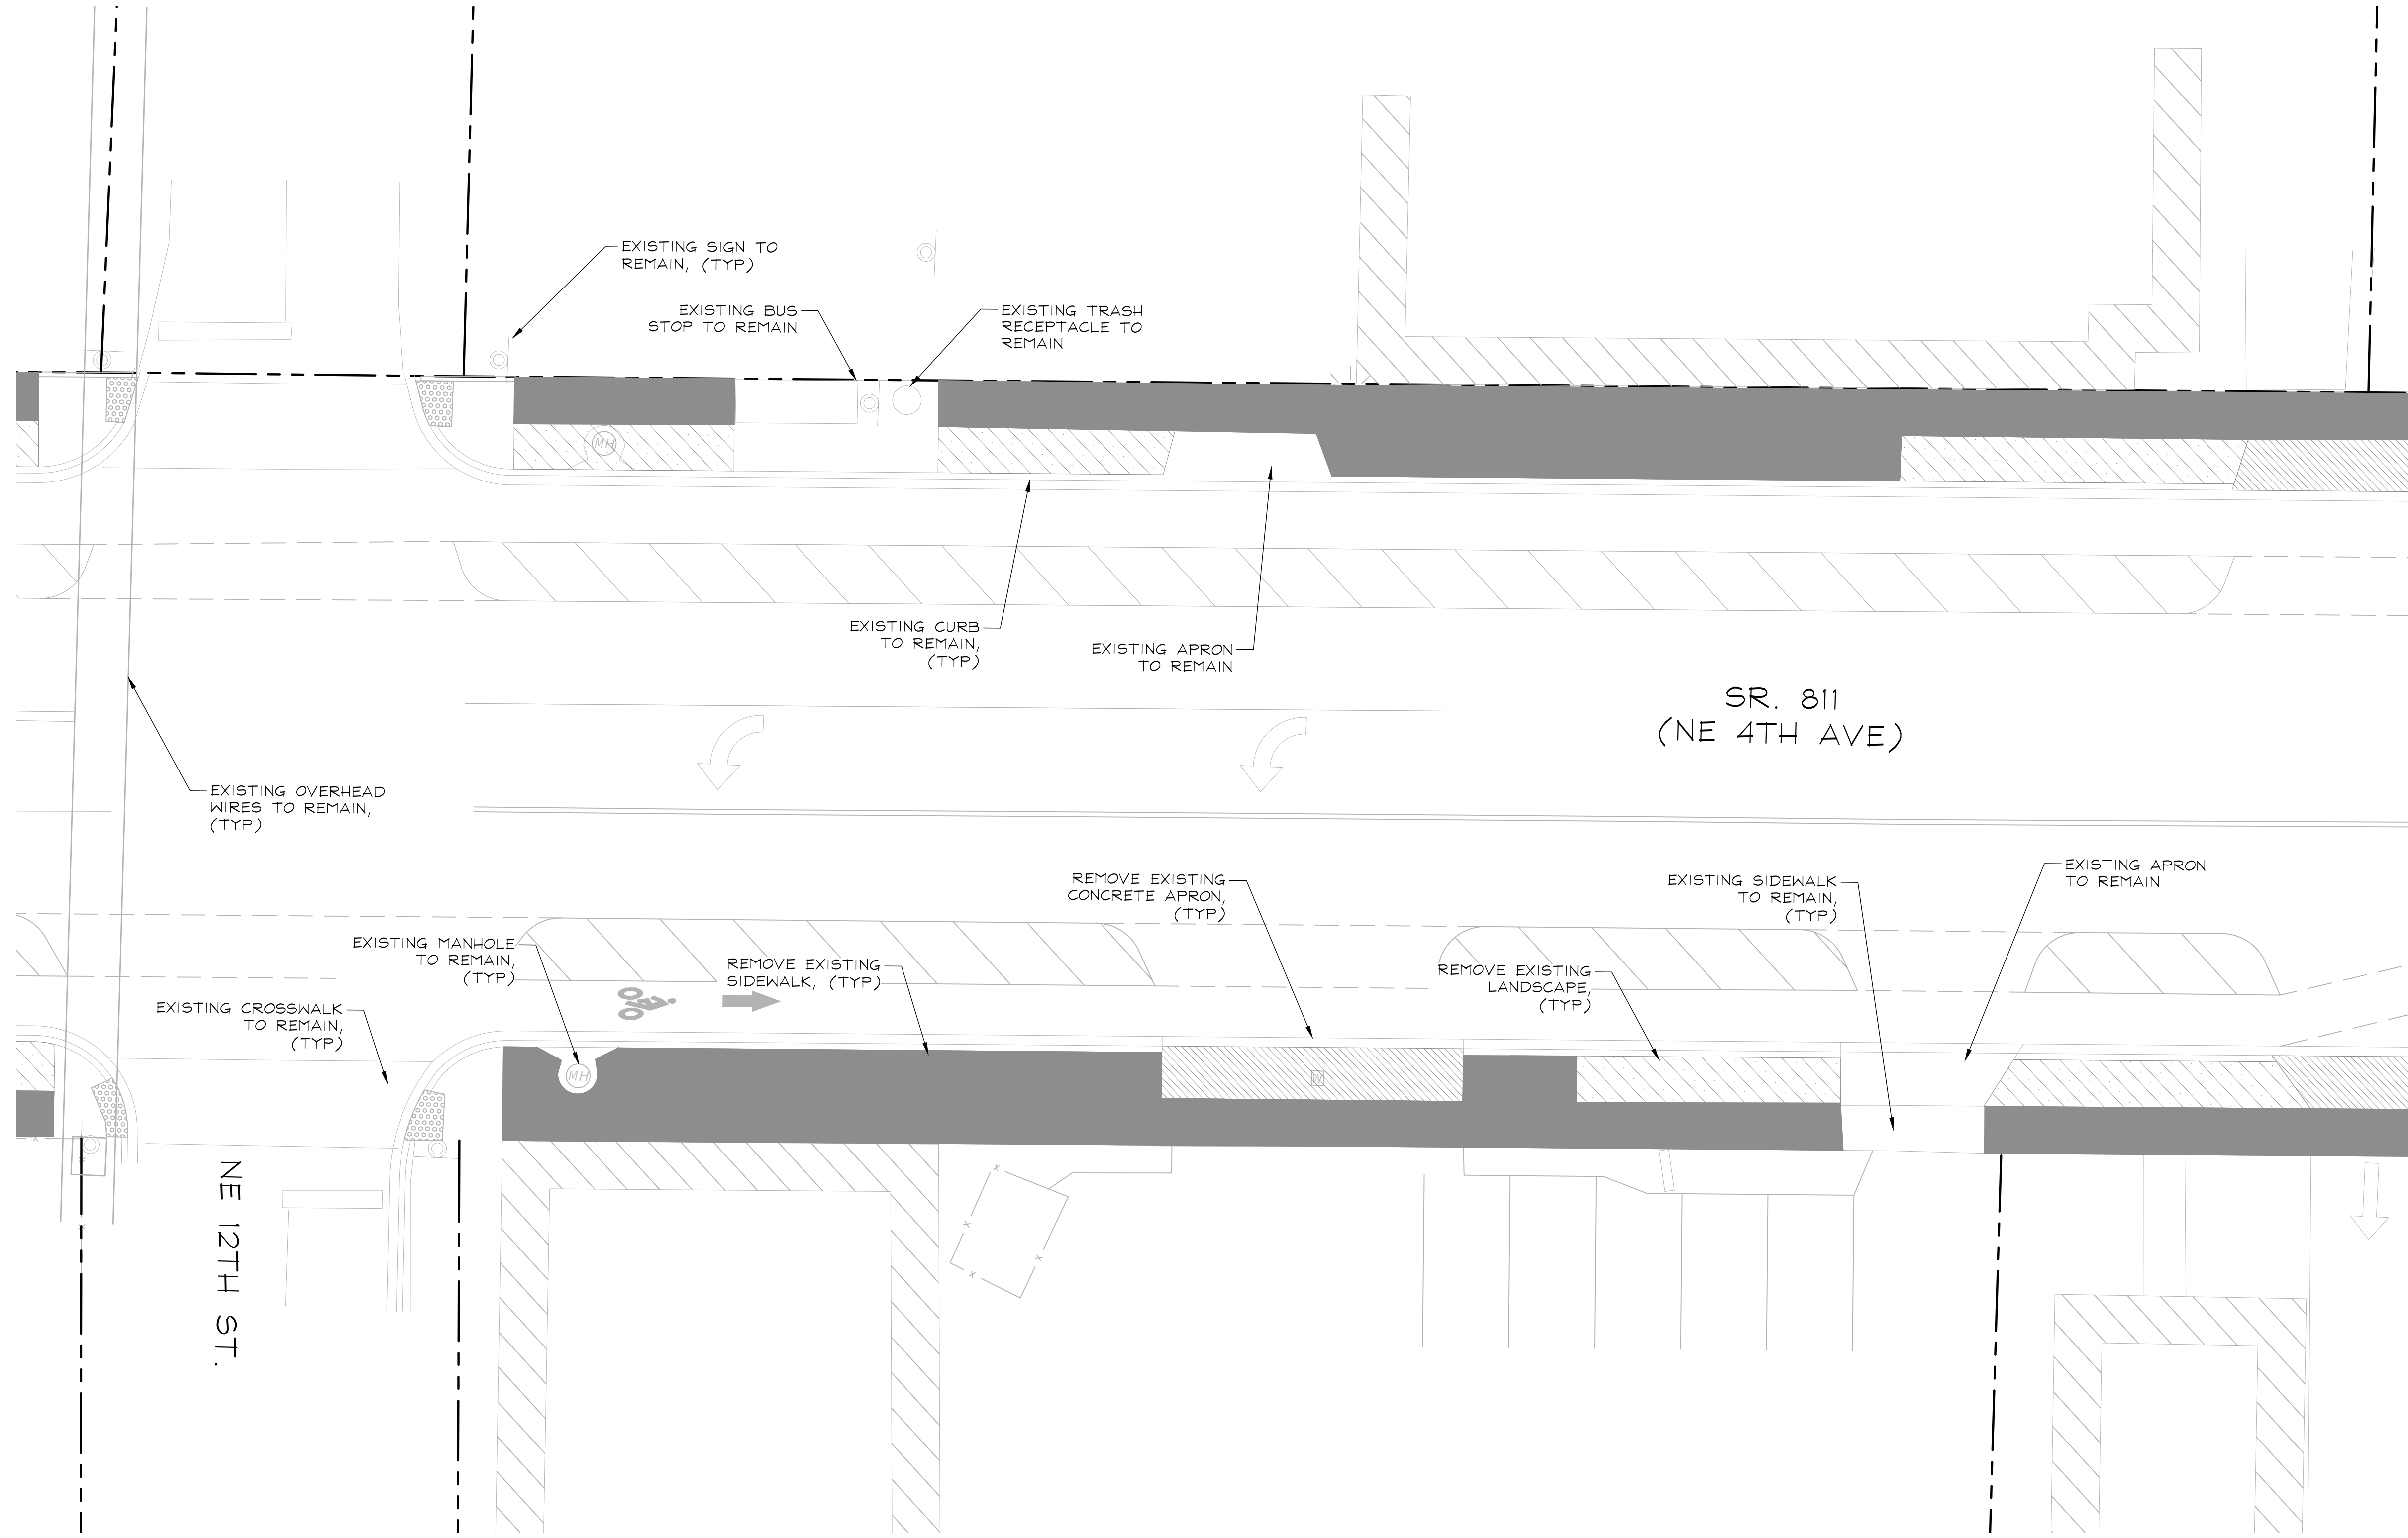 EXISTING SIGN TO
REMAIN, (TYP)
EXISTING BUS
STOP TO REMAIN
EXISTING TRASH
RECEPTACLE TO
REMAIN
MH
EXISTING CURB
TO REMAIN,
(TYP)
EXISTING APRON
TO REMAIN
SR. 811
(NE 4TH AVE)
EXISTING OVERHEAD
WIRES TO REMAIN,
(TYP)
REMOVE EXISTING
CONCRETE APRON,
(TYP)
EXISTING SIDEWALK
TO REMAIN,
(TYP)
EXISTING APRON
TO REMAIN
EXISTING MANHOLE
TO REMAIN,
(TYP)
REMOVE EXISTING
SIDEWALK, (TYP)
REMOVE EXISTING
LANDSCAPE,
(TYP)
EXISTING CROSSWALK
TO REMAIN,
(TYP)
MH
W
NE 12TH ST.